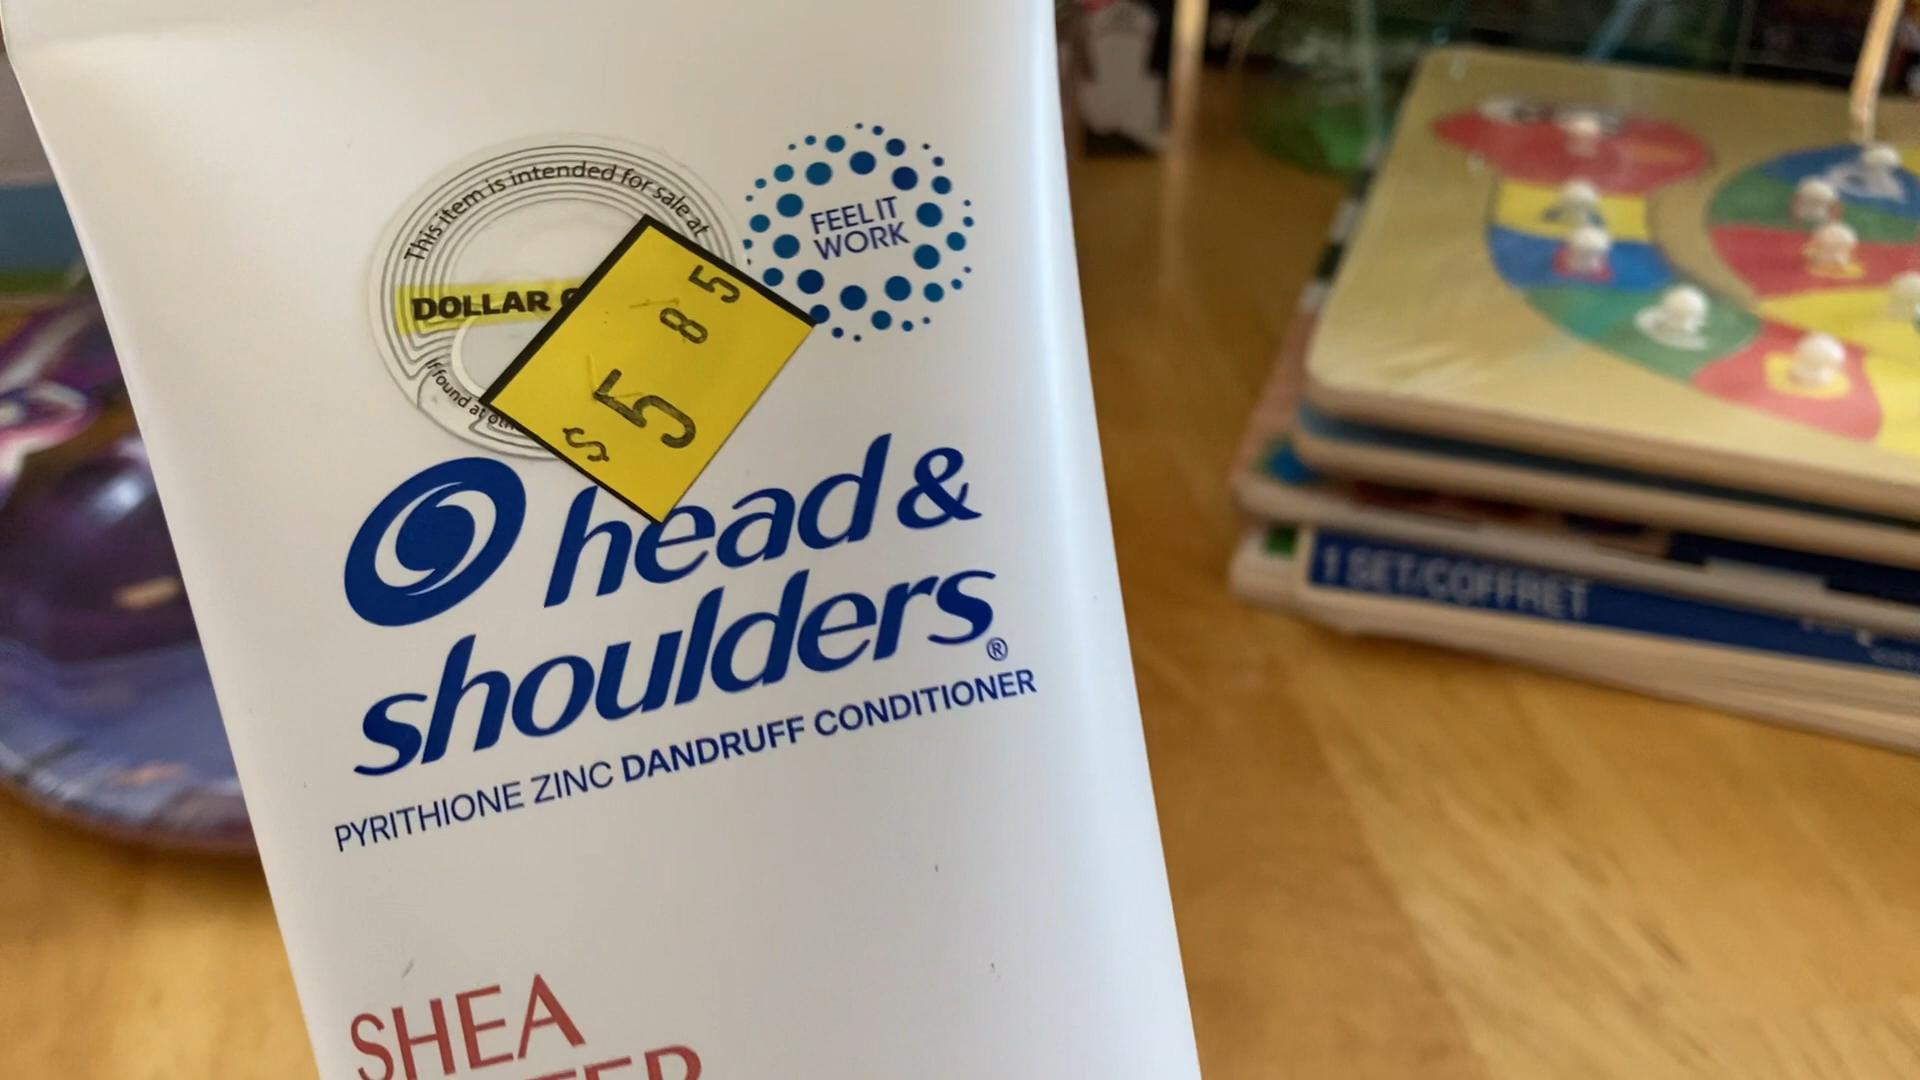 This item is intended for sale at
DOLLAR
If found at
$ 5 85
FEEL IT
WORK
head &
shoulders®
PYRITHIONE ZINC DANDRUFF CONDITIONER
SHEA
1 SET/COFFRET